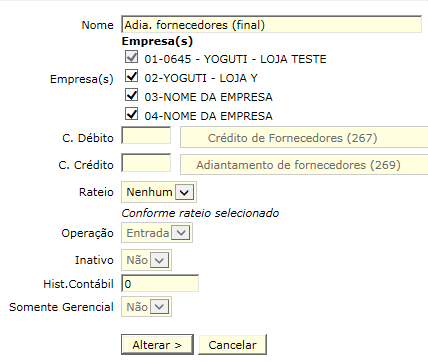 Nome Adia. fornecedores (final)
Empresa(s)
01-0645 - YOGUTI - LOJA TESTE
Empresa(s) 02-YOGUTI - LOJA Y
03-NOME DA EMPRESA
04-NOME DA EMPRESA
C. Débito Crédito de Fornecedores (267)
C. Crédito Adiantamento de fornecedores (269)
Rateio Nenhum
Conforme rateio selecionado
Operação Entrada
Inativo Não
Hist.Contábil 0
Somente Gerencial Não
Alterar > Cancelar